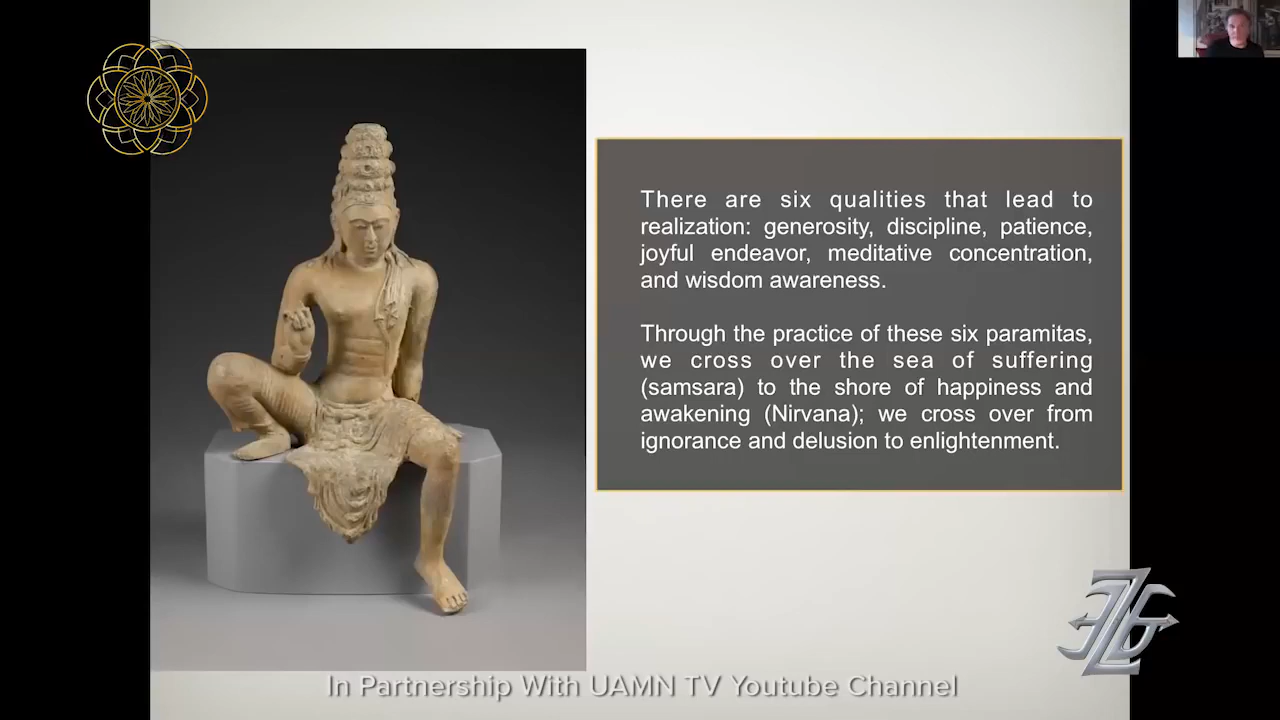 There are six qualities that lead to
realization: generosity, discipline, patience,
joyful endeavor, meditative concentration,
and wisdom awareness.
Through the practice of these six paramitas,
we cross over the sea of suffering
(samsara) to the shore of happiness and
awakening (Nirvana); we cross over from
ignorance and delusion to enlightenment.
In Partnership With UAMN TV Youtube Channel